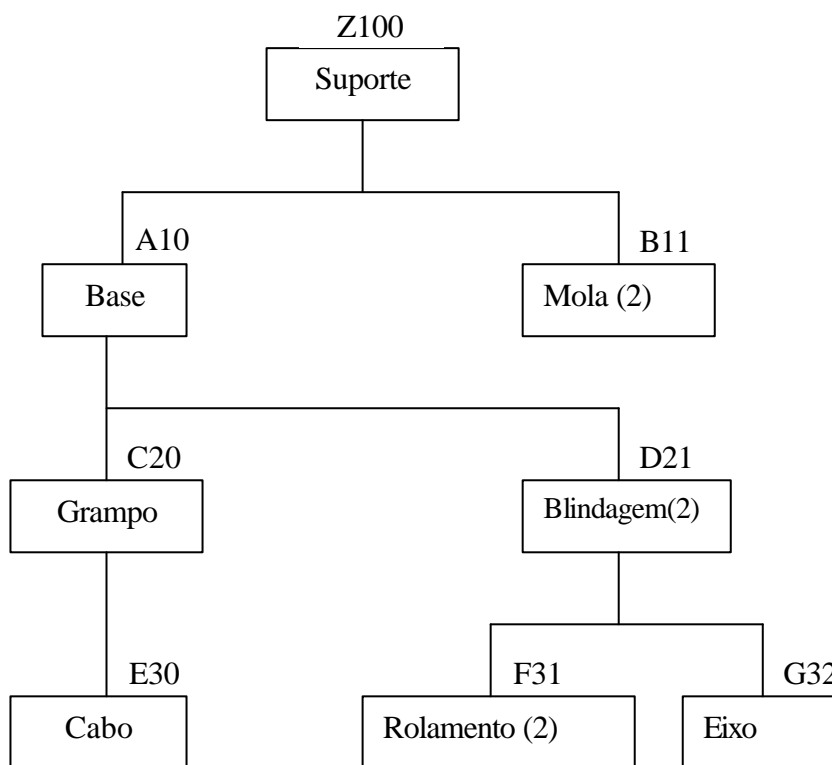 Z100
Suporte
A10
B11
Base
Mola (2)
C20
D21
Grampo
Blindagem(2)
E30
F31
G32
Cabo
Rolamento (2)
Eixo